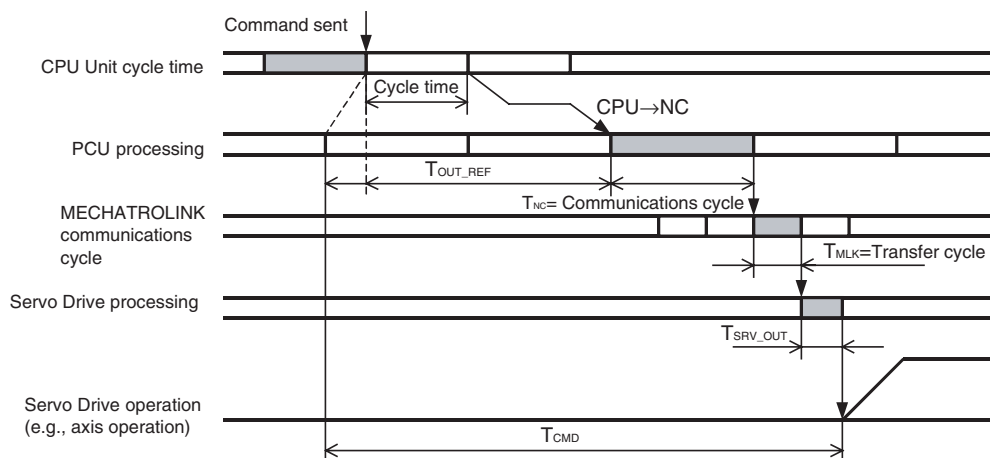 Command sent
CPU Unit cycle time
Cycle time
CPU→NC
PCU processing
TOUT_REF
TNC= Communications cycle
MECHATROLINK
communications
cycle
TMLK=Transfer cycle
Servo Drive processing
TSRV_OUT
Servo Drive operation
(e.g., axis operation)
TCMD